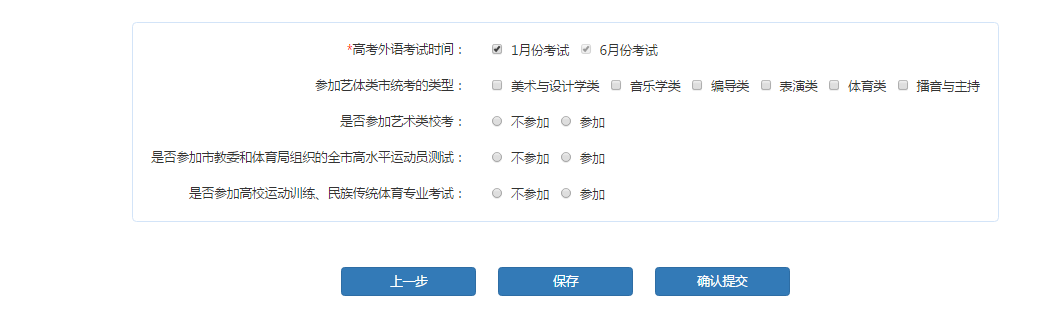 *高考外语考试时间： 1月份考试 6月份考试
参加艺体类市统考的类型： 美术与设计学类 音乐学类 编导类 表演类 体育类 播音与主持
是否参加艺术类校考： 不参加 参加
是否参加市教委和体育局组织的全市高水平运动员测试： 不参加 参加
是否参加高校运动训练、民族传统体育专业考试： 不参加 参加
上一步 保存 确认提交